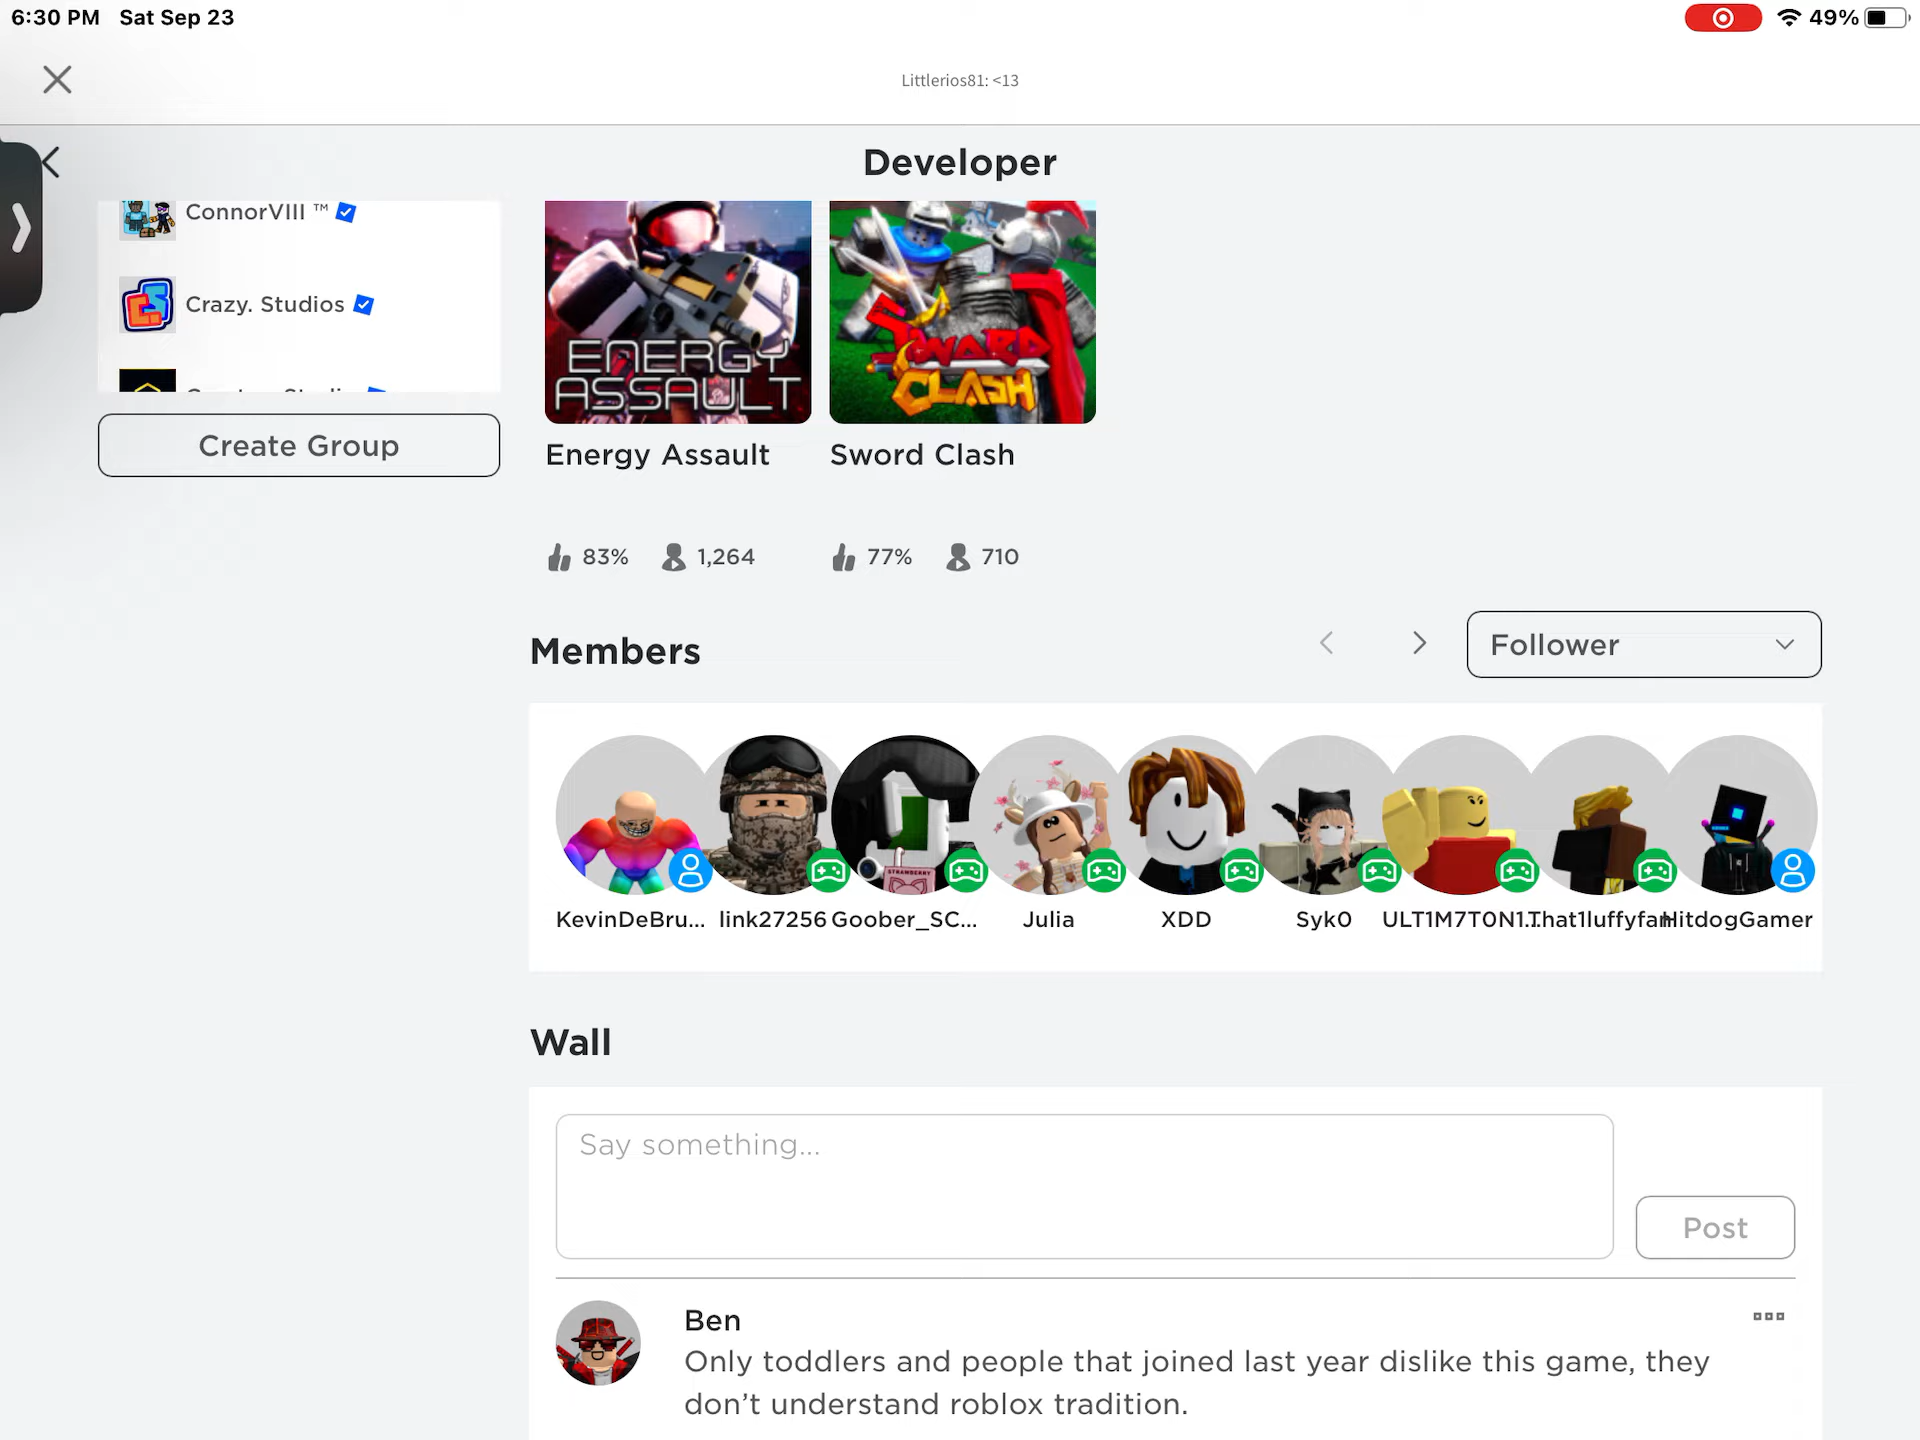 6:30 PM Sat Sep 23
49%
Littlerios81: <13
Developer
ConnorVIII ™
Crazy. Studios
Create Group
ENERGY
ASSAULT
SWORD
CLASH
Energy Assault
Sword Clash
83% 1,264
77% 710
Members
Follower
KevinDeBru...
link27256
Goober_SC...
Julia
XDD
Syk0
ULT1M7T0N1...
That1luffyfan
HitdogGamer
Wall
Say something...
Post
Ben
Only toddlers and people that joined last year dislike this game, they
don’t understand roblox tradition.